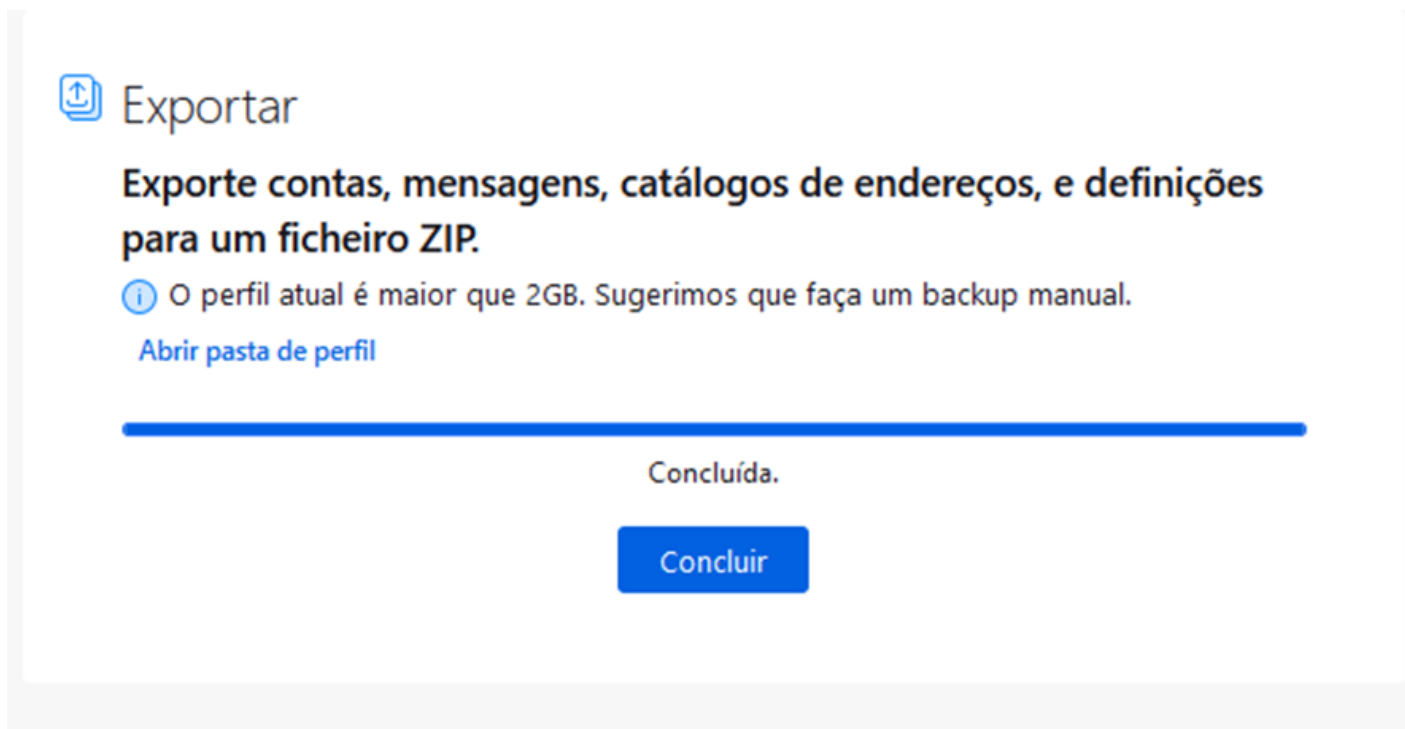 Exportar
Exporte contas, mensagens, catálogos de endereços, e definições
para um ficheiro ZIP.
O perfil atual é maior que 2GB. Sugerimos que faça um backup manual.
Abrir pasta de perfil
Concluída.
Concluir